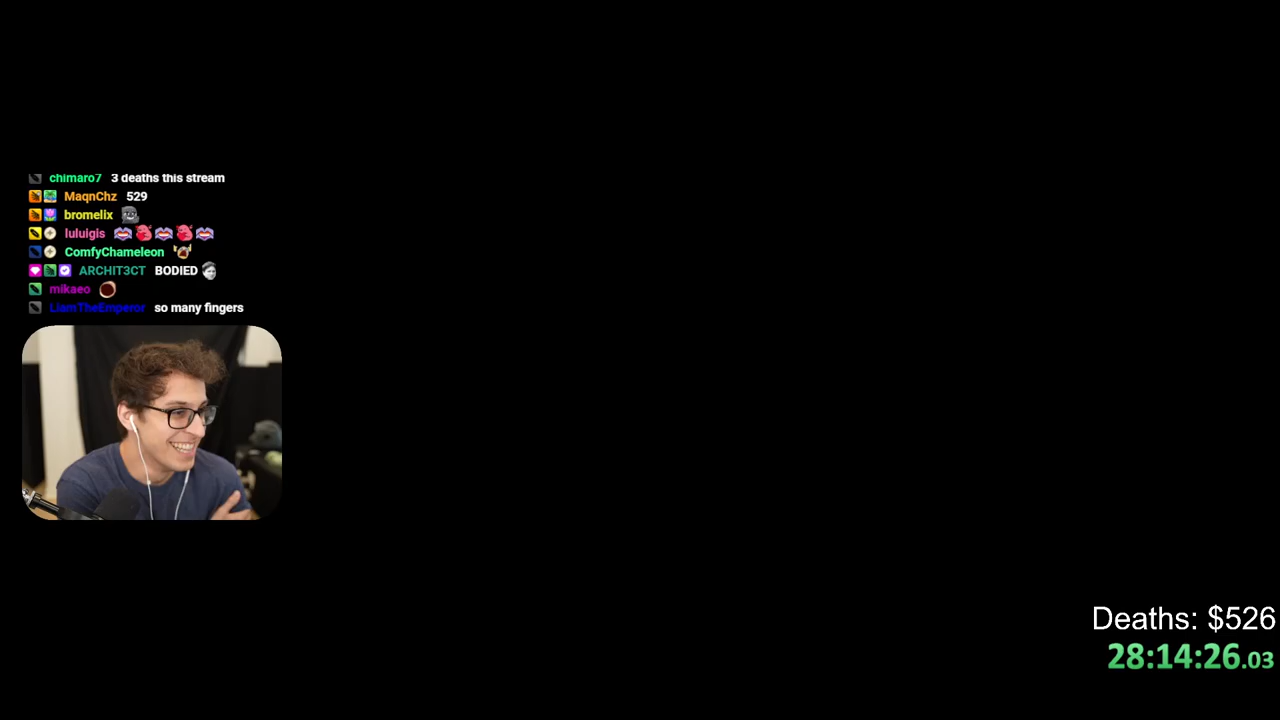 chimaro7 3 deaths this stream
MaqnChz 529
bromelix
luluigis
ComfyChameleon
ARCHIT3CT BODIED
mikaeo
LiamTheEmperor so many fingers
Deaths: $526
28:14:26.03